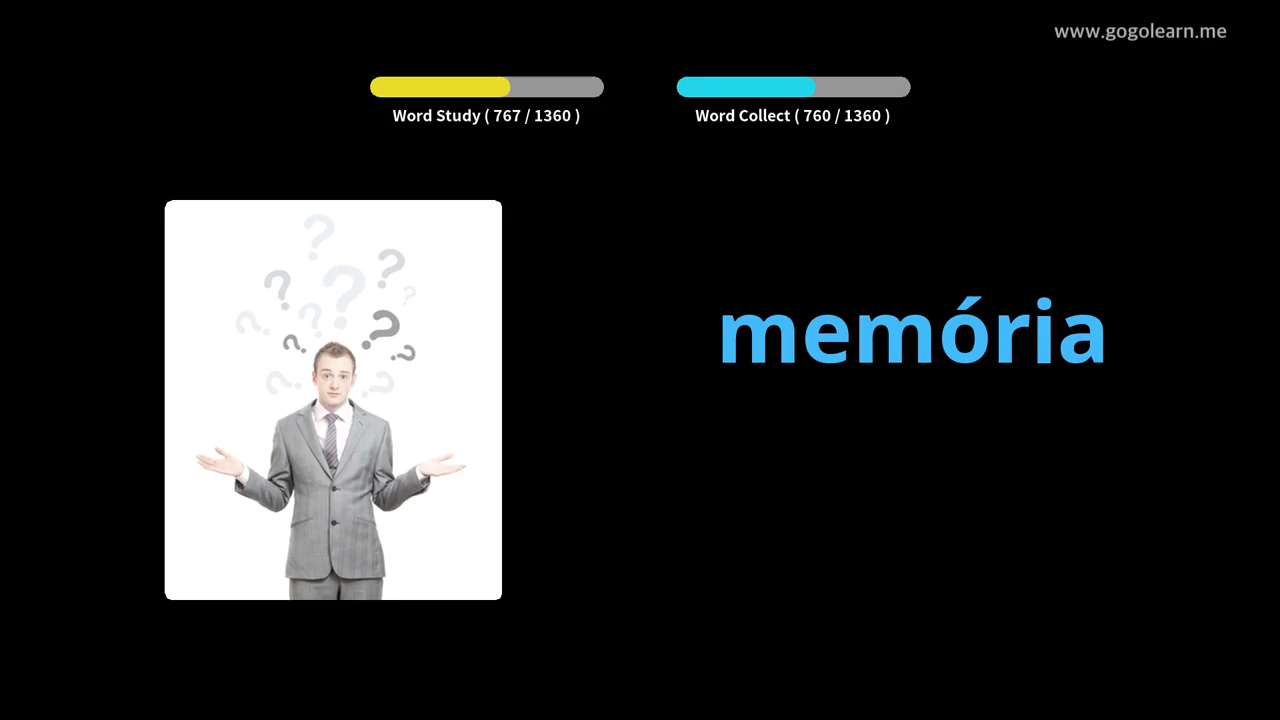 www.gogolearn.me
Word Study ( 767 / 1360 )
Word Collect ( 760 / 1360 )
? ? ? ? ? ? ? ? ? ? ? ?
memória